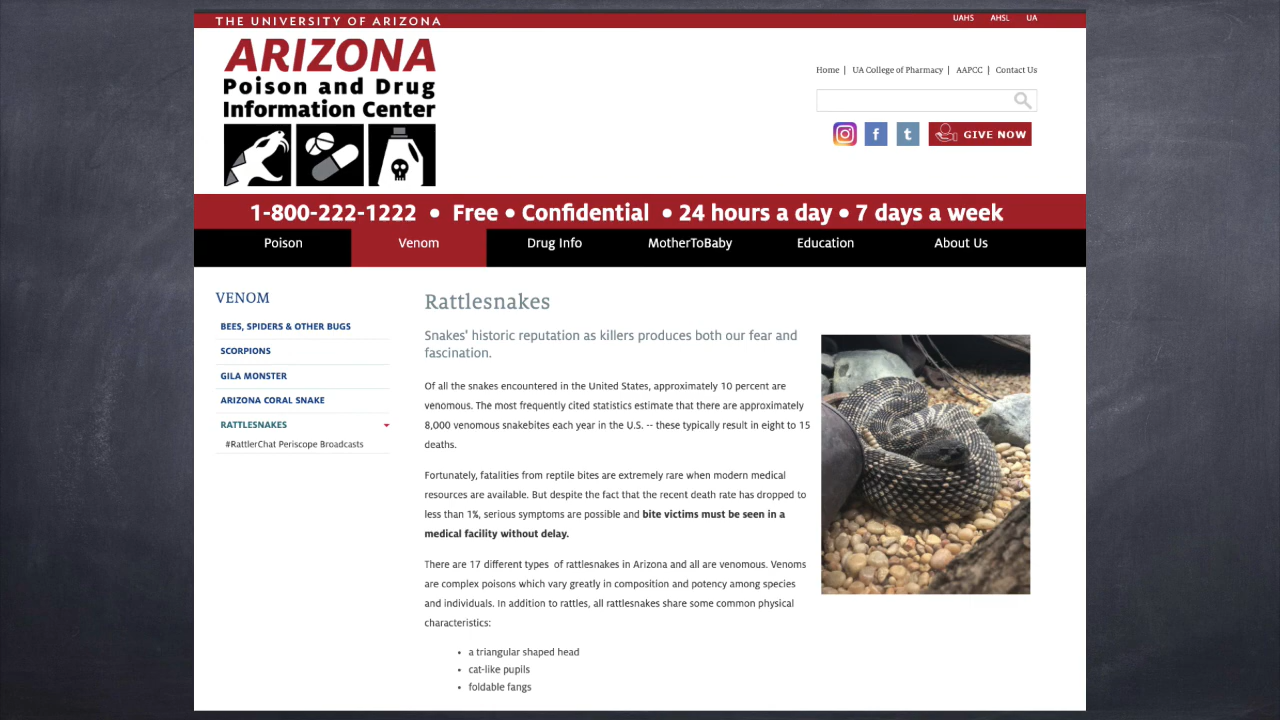 THE UNIVERSITY OF ARIZONA
UAHS AHSL UA
ARIZONA
Poison and Drug
Information Center
Home | UA College of Pharmacy | AAPCC | Contact Us
f t GIVE NOW
1-800-222-1222 • Free • Confidential • 24 hours a day • 7 days a week
Poison Venom Drug Info MotherToBaby Education About Us
VENOM
BEES, SPIDERS & OTHER BUGS
SCORPIONS
GILA MONSTER
ARIZONA CORAL SNAKE
RATTLESNAKES
#RattlerChat Periscope Broadcasts
Rattlesnakes
Snakes' historic reputation as killers produces both our fear and
fascination.
Of all the snakes encountered in the United States, approximately 10 percent are
venomous. The most frequently cited statistics estimate that there are approximately
8,000 venomous snakebites each year in the U.S. -- these typically result in eight to 15
deaths.
Fortunately, fatalities from reptile bites are extremely rare when modern medical
resources are available. But despite the fact that the recent death rate has dropped to
less than 1%, serious symptoms are possible and bite victims must be seen in a
medical facility without delay.
There are 17 different types of rattlesnakes in Arizona and all are venomous. Venoms
are complex poisons which vary greatly in composition and potency among species
and individuals. In addition to rattles, all rattlesnakes share some common physical
characteristics:
• a triangular shaped head
• cat-like pupils
• foldable fangs